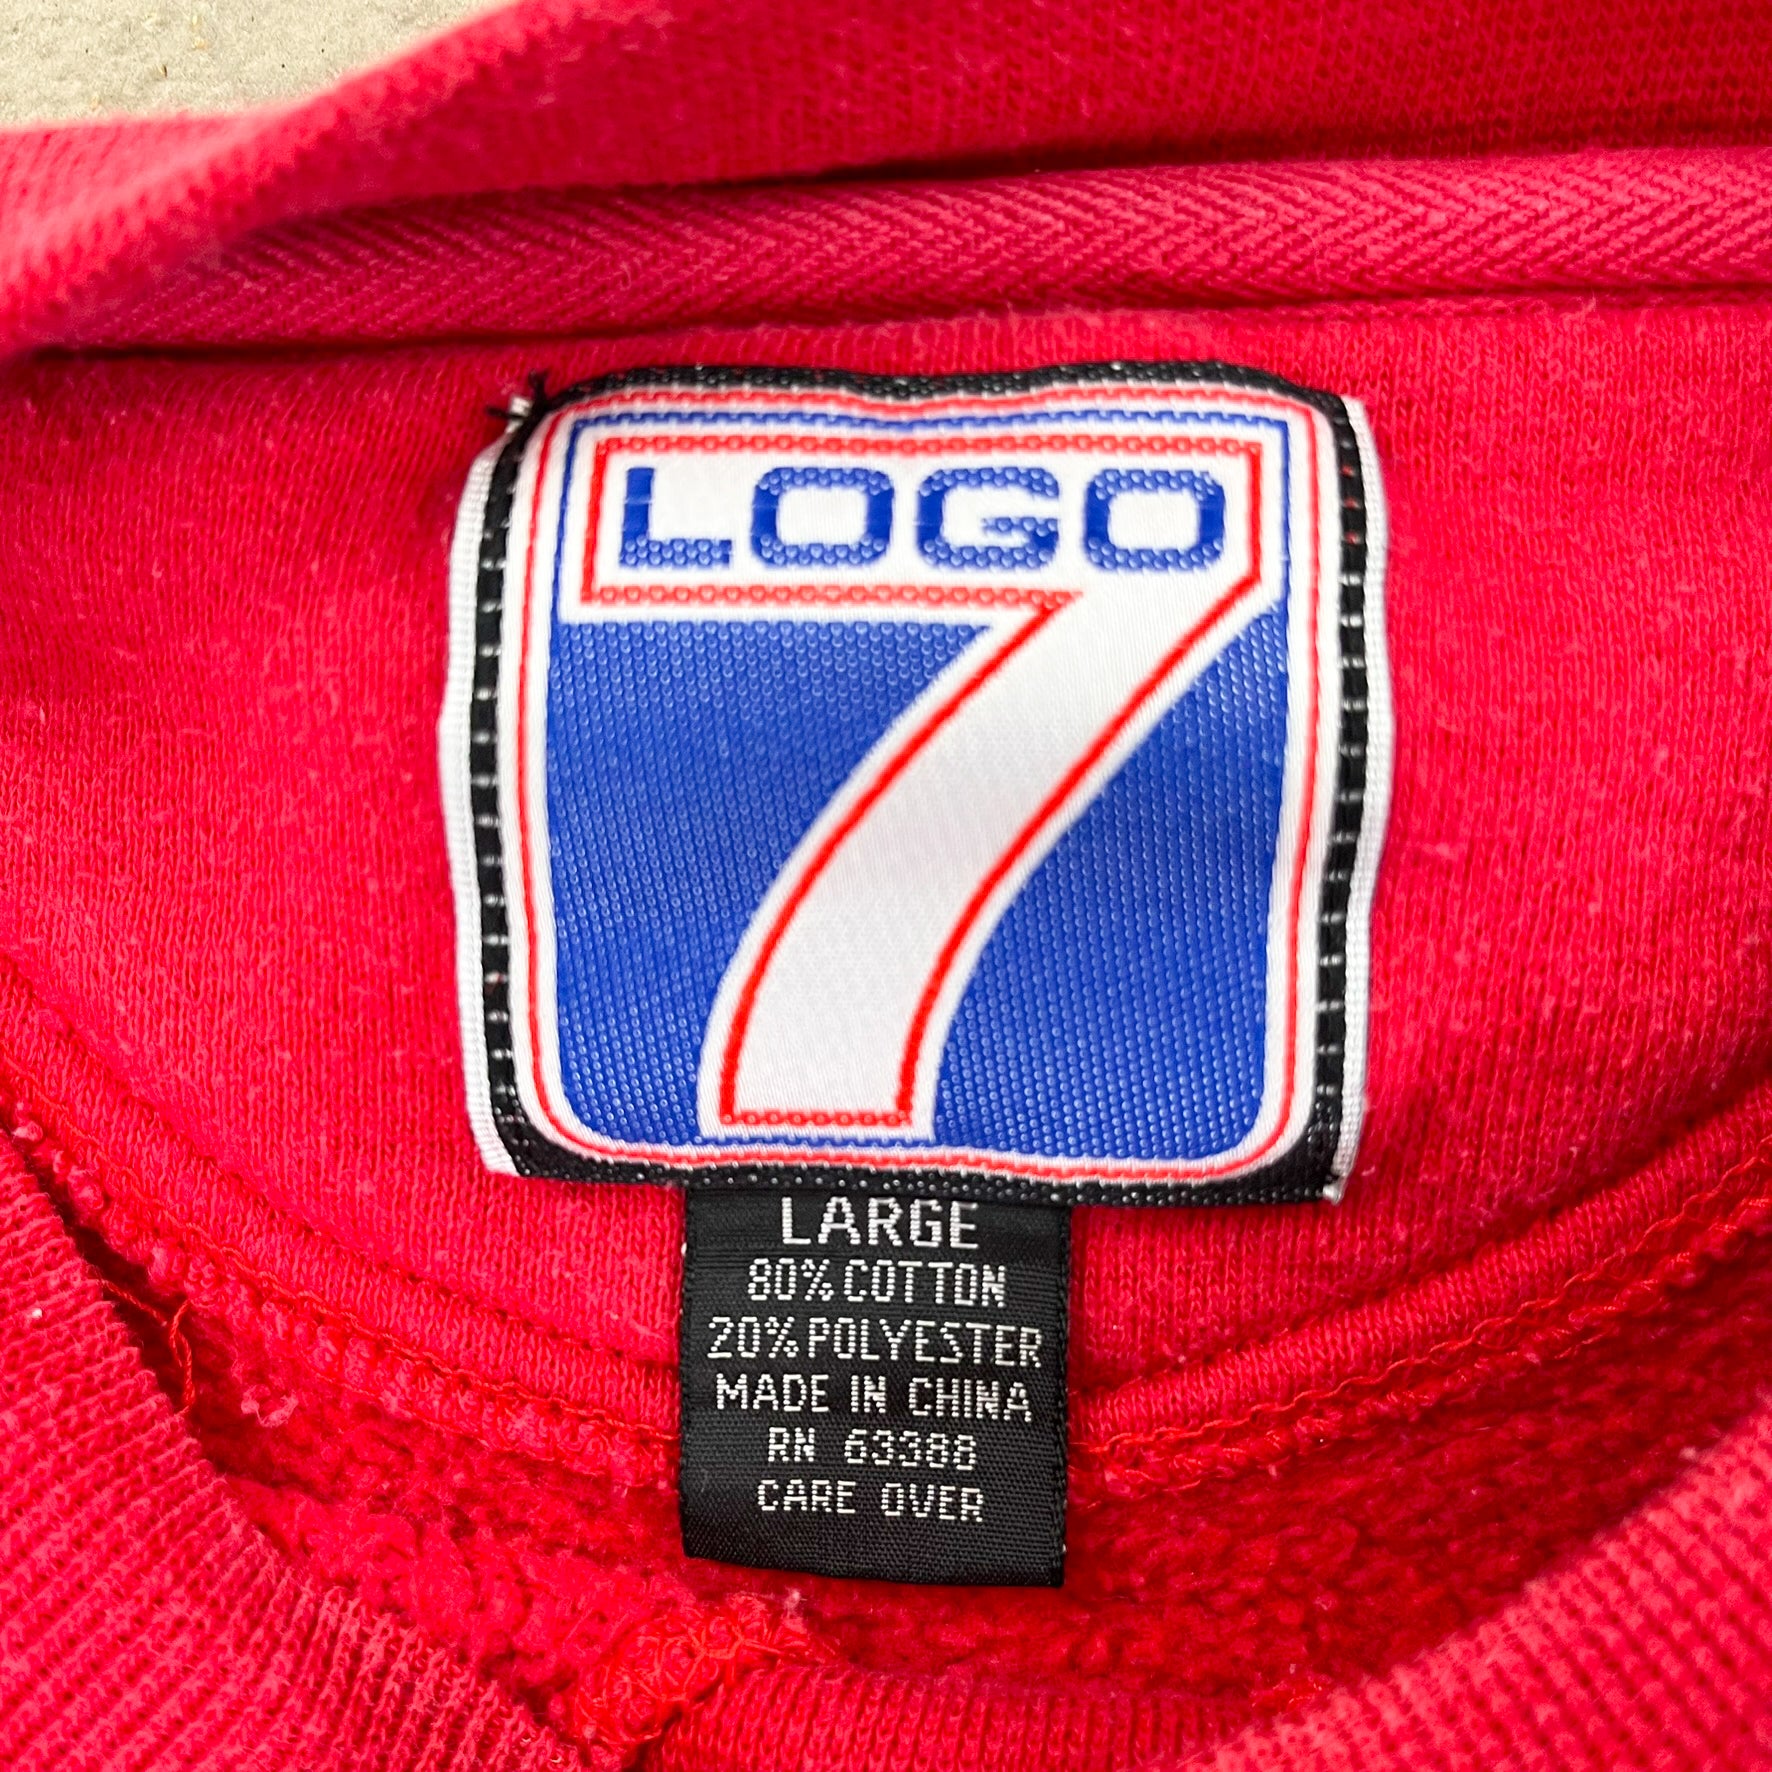 LOGO
7
LARGE
80% COTTON
20% POLYESTER
MADE IN CHINA
RN 63388
CARE OVER